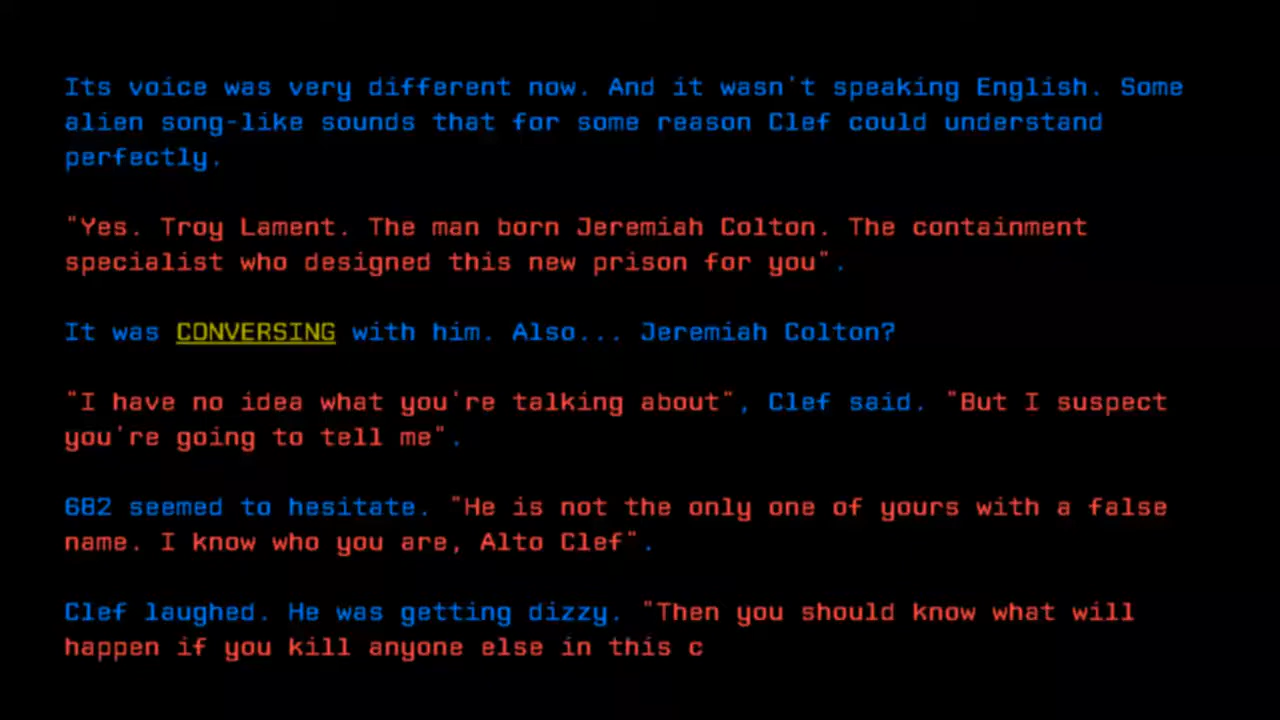 Its voice was very different now. And it wasn't speaking English. Some
alien song-like sounds that for some reason Clef could understand
perfectly.
"Yes. Troy Lament. The man born Jeremiah Colton. The containment
specialist who designed this new prison for you".
It was CONVERSING with him. Also... Jeremiah Colton?
"I have no idea what you're talking about", Clef said. "But I suspect
you're going to tell me".
682 seemed to hesitate. "He is not the only one of yours with a false
name. I know who you are, Alto Clef".
Clef laughed. He was getting dizzy. "Then you should know what will
happen if you kill anyone else in this c